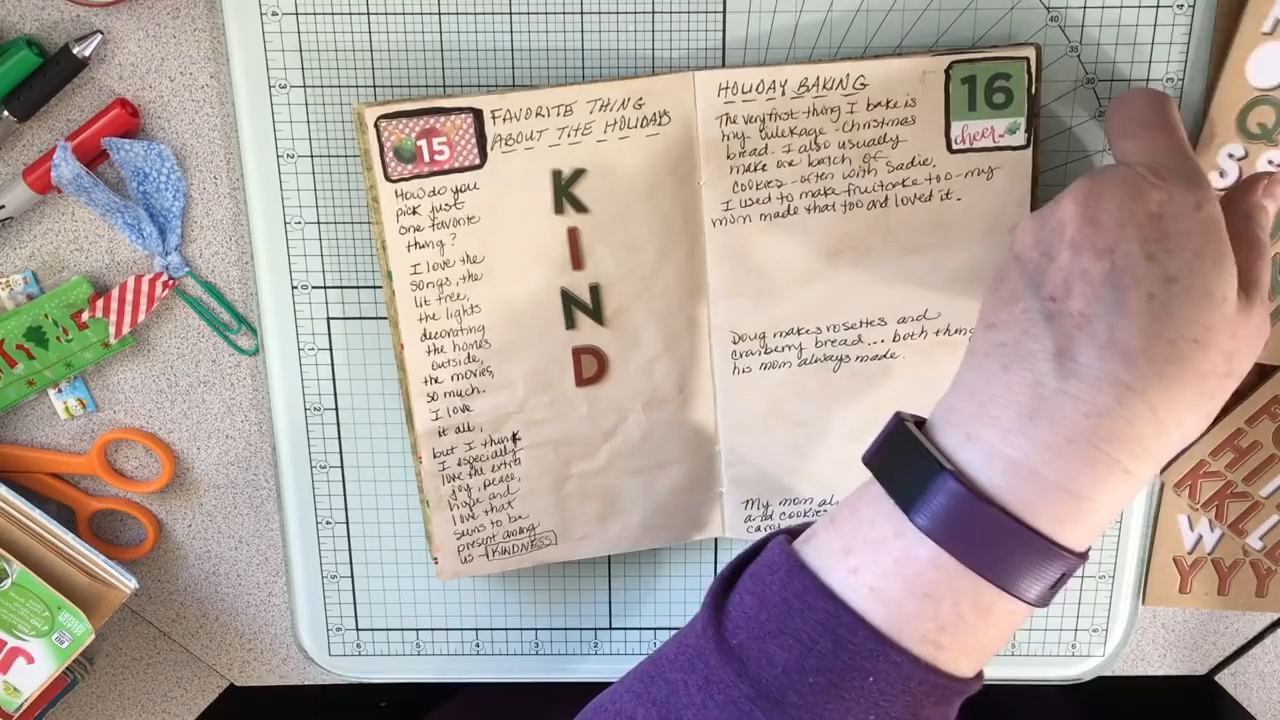 15
FAVORITE THING
ABOUT THE HOLIDAYS
How do you
pick just
one favorite
thing?
I love the
songs, the
lit tree,
the lights
decorating
the homes
outside,
the movies,
so much.
I love
it all,
but I think
I especially
love the extra
joy, peace,
hope and
love that
seems to be
present among
us - KINDNESS
K
I
N
D
HOLIDAY BAKING
16
cheer
The very first thing I bake is
my Julekage - Christmas
bread. I also usually
make one batch of
cookies - often with Sadie.
I used to make fruitcake too - my
mom made that too and loved it.
Doug makes rosettes and
cranberry bread... both thing
his mom always made.
My mom al
and cookies
Q
S S
H
I
K K L
W
Y Y Y